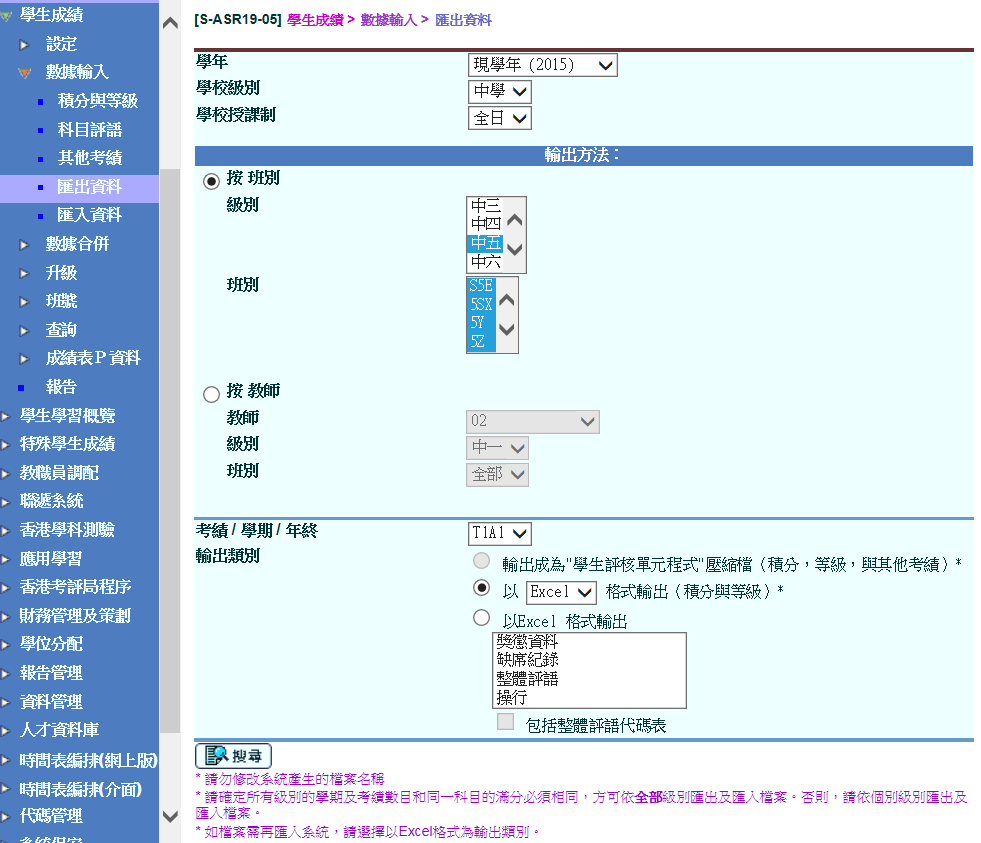 學生成績
設定
數據輸入
積分與等級
科目評語
其他考績
匯出資料
匯入資料
數據合併
升級
班號
查詢
成績表P資料
報告
學生學習概覽
特殊學生成績
教職員調配
聯遞系統
香港學科測驗
應用學習
香港考評局程序
財務管理及策劃
學位分配
報告管理
資料管理
人才資料庫
時間表編排(網上版)
時間表編排(介面)
代碼管理
[S-ASR19-05] 學生成績 > 數據輸入 > 匯出資料
學年 現學年 (2015)
學校級別 中學
學校授課制 全日
輸出方法：
按 班別
級別 中三
中四
中五
中六
班別 S5E
5SX
5Y
5Z
按 教師
教師 02
級別 中一
班別 全部
考績 / 學期 / 年終 T1A1
輸出類別
輸出成為"學生評核單元程式"壓縮檔（積分，等級，與其他考績）*
以 Excel 格式輸出（積分與等級）*
以Excel 格式輸出
獎懲資料
缺席紀錄
整體評語
操行
包括整體評語代碼表
搜尋
* 請勿修改系統產生的檔案名稱
* 請確定所有級別的學期及考績數目和同一科目的滿分必須相同，方可依全部級別匯出及匯入檔案。否則，請依個別級別匯出及
匯入檔案。
* 如檔案需再匯入系統，請選擇以Excel格式為輸出類別。